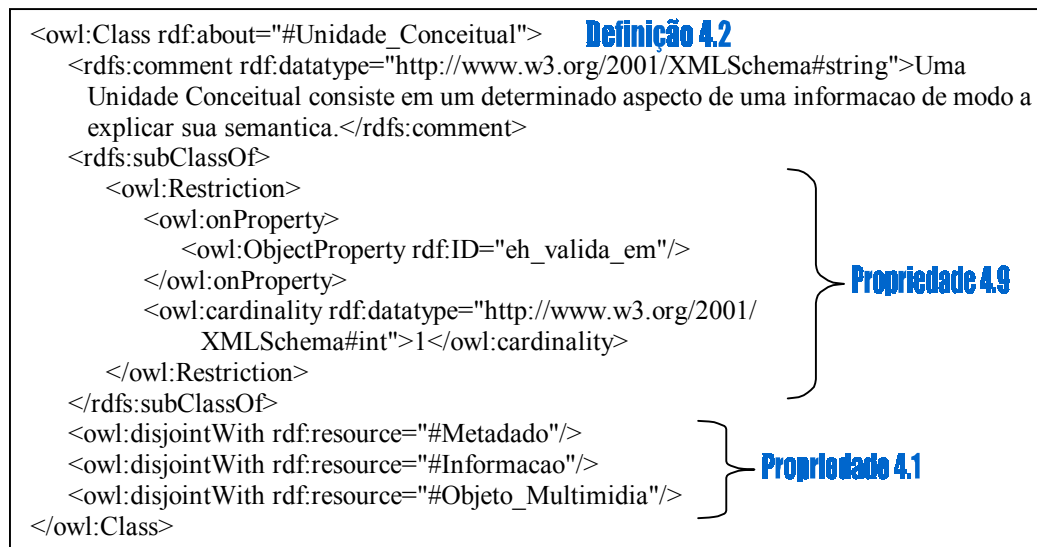 <owl:Class rdf:about="#Unidade_Conceitual"> Definição 4.2
<rdfs:comment rdf:datatype="http://www.w3.org/2001/XMLSchema#string">Uma
Unidade Conceitual consiste em um determinado aspecto de uma informacao de modo a
explicar sua semantica.</rdfs:comment>
<rdfs:subClassOf>
<owl:Restriction>
<owl:onProperty>
<owl:ObjectProperty rdf:ID="eh_valida_em"/>
</owl:onProperty>
Propriedade 4.9
<owl:cardinality rdf:datatype="http://www.w3.org/2001/
XMLSchema#int">1</owl:cardinality>
</owl:Restriction>
</rdfs:subClassOf>
<owl:disjointWith rdf:resource="#Metadado"/>
<owl:disjointWith rdf:resource="#Informacao"/> Propriedade 4.1
<owl:disjointWith rdf:resource="#Objeto_Multimidia"/>
</owl:Class>